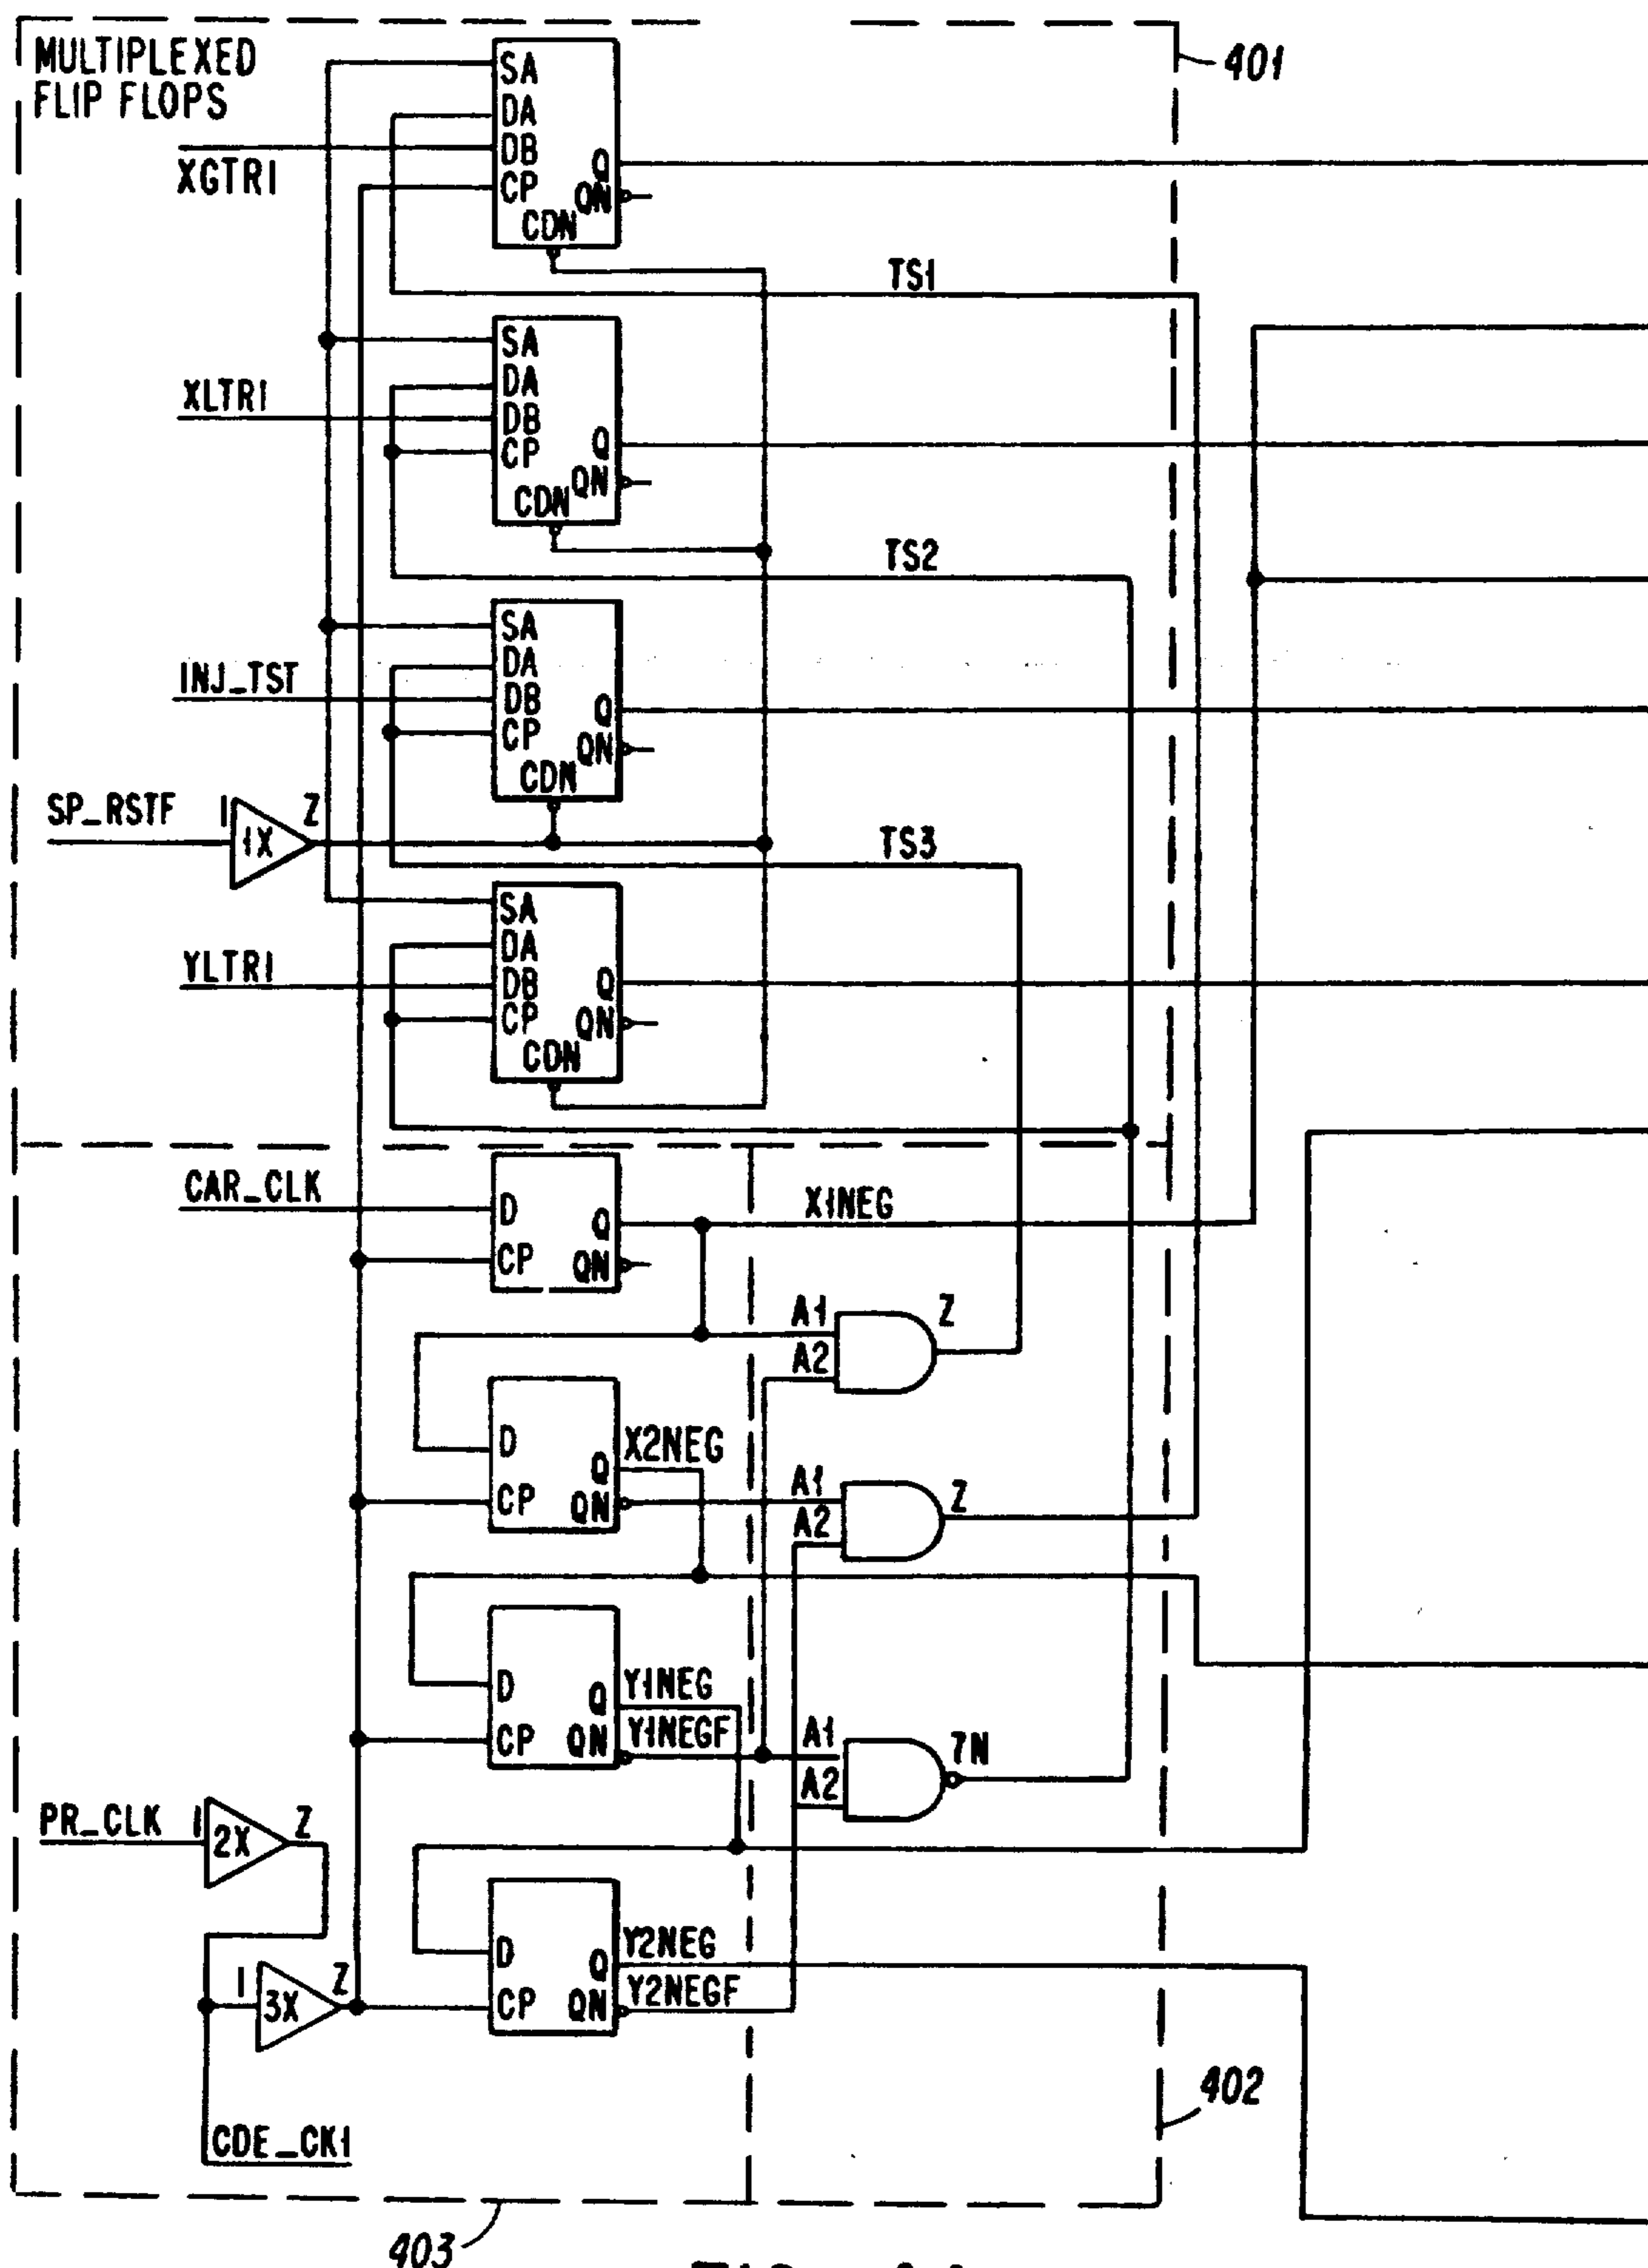 MULTIPLEXED
FLIP FLOPS
401
SA
DA
DB
CP
Q
QN
CDN
XGTRI
TS1
SA
DA
DB
CP
Q
QN
CDN
XLTRI
TS2
SA
DA
DB
CP
Q
QN
CDN
INJ_TST
SP_RSTF
I
1X
Z
TS3
SA
DA
DB
CP
Q
QN
CDN
YLTRI
CAR_CLK
D
Q
CP
QN
X1NEG
A1
A2
Z
D
Q
CP
QN
X2NEG
A1
A2
Z
D
Q
CP
QN
Y1NEG
Y1NEGF
A1
A2
7N
PR_CLK
I
2X
Z
D
Q
CP
QN
Y2NEG
Y2NEGF
I
3X
Z
CDE_CK1
402
403